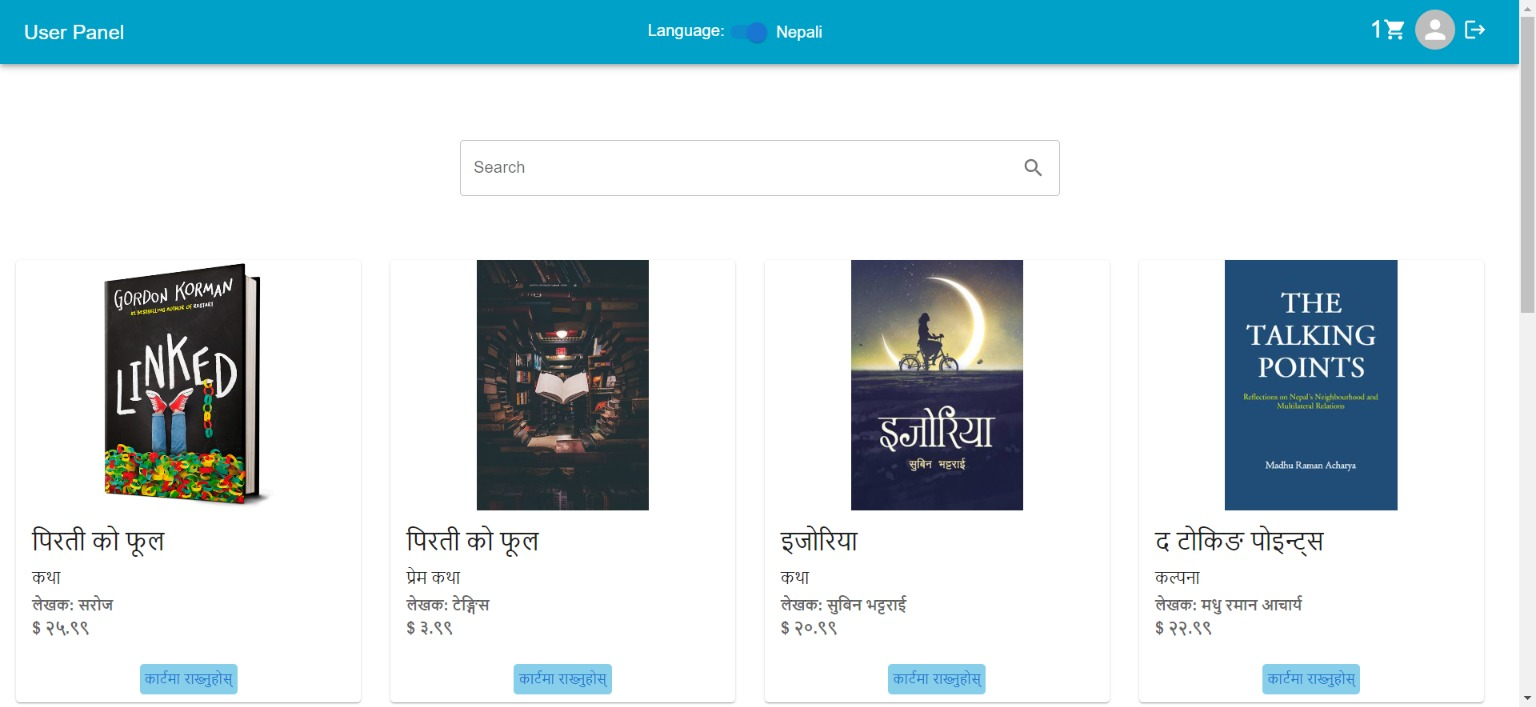 User Panel
Language: Nepali
1
Search
GORDON KORMAN
#1 BESTSELLING AUTHOR OF RESTART
LINKED
पिरती को फूल
कथा
लेखक: सरोज
$ २५.९९
कार्टमा राख्नुहोस्
पिरती को फूल
प्रेम कथा
लेखक: टेङ्गिस
$ ३.९९
कार्टमा राख्नुहोस्
इजोरिया
सुबिन भट्टराई
इजोरिया
कथा
लेखक: सुबिन भट्टराई
$ २०.९९
कार्टमा राख्नुहोस्
THE
TALKING
POINTS
Reflections on Nepal's Neighbourhood and
Multilateral Relations
Madhu Raman Acharya
द टोकिङ पोइन्ट्स
कल्पना
लेखक: मधु रमान आचार्य
$ २२.९९
कार्टमा राख्नुहोस्